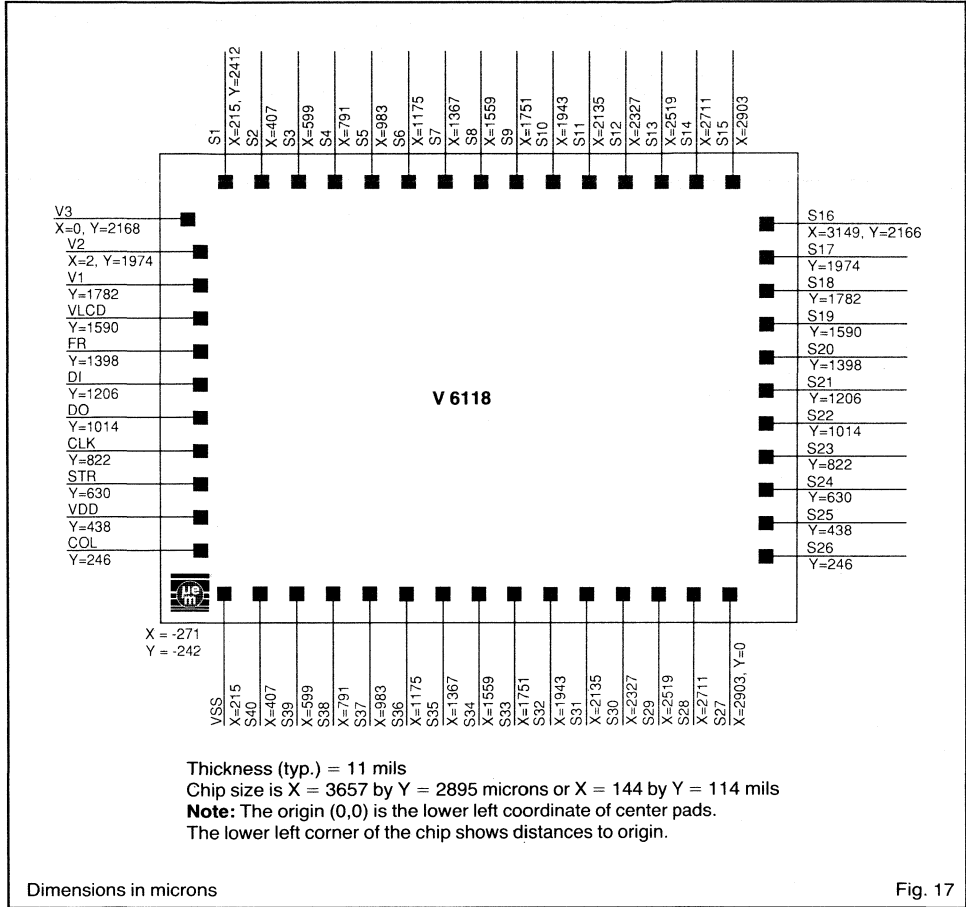 S1
X=215, Y=2412
S2
X=407
S3
X=599
S4
X=791
S5
X=983
S6
X=1175
S7
X=1367
S8
X=1559
S9
X=1751
S10
X=1943
S11
X=2135
S12
X=2327
S13
X=2519
S14
X=2711
S15
X=2903
V3
X=0, Y=2168
V2
X=2, Y=1974
V1
Y=1782
VLCD
Y=1590
FR
Y=1398
DI
Y=1206
DO
Y=1014
CLK
Y=822
STR
Y=630
VDD
Y=438
COL
Y=246
V 6118
S16
X=3149, Y=2166
S17
Y=1974
S18
Y=1782
S19
Y=1590
S20
Y=1398
S21
Y=1206
S22
Y=1014
S23
Y=822
S24
Y=630
S25
Y=438
S26
Y=246
µe
m
X = -271
Y = -242
VSS
X=215
S40
X=407
S39
X=599
S38
X=791
S37
X=983
S36
X=1175
S35
X=1367
S34
X=1559
S33
X=1751
S32
X=1943
S31
X=2135
S30
X=2327
S29
X=2519
S28
X=2711
S27
X=2903, Y=0
Thickness (typ.) = 11 mils
Chip size is X = 3657 by Y = 2895 microns or X = 144 by Y = 114 mils
Note: The origin (0,0) is the lower left coordinate of center pads.
The lower left corner of the chip shows distances to origin.
Dimensions in microns
Fig. 17